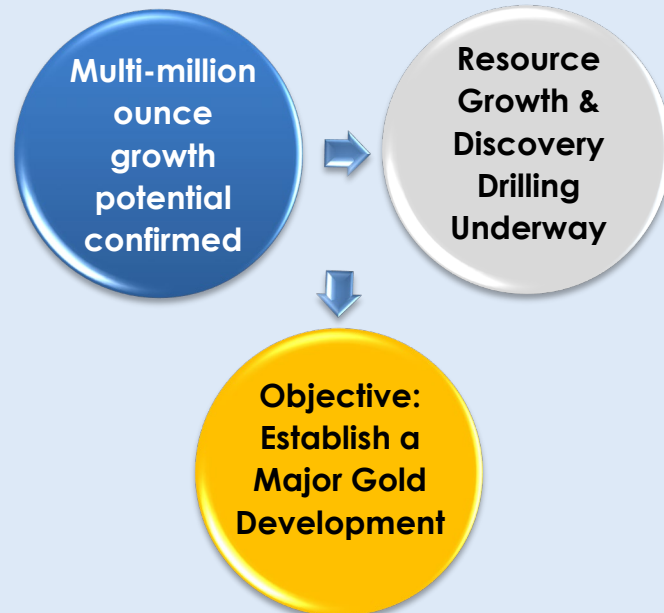 Multi-million
ounce
growth
potential
confirmed
Resource
Growth &
Discovery
Drilling
Underway
Objective:
Establish a
Major Gold
Development